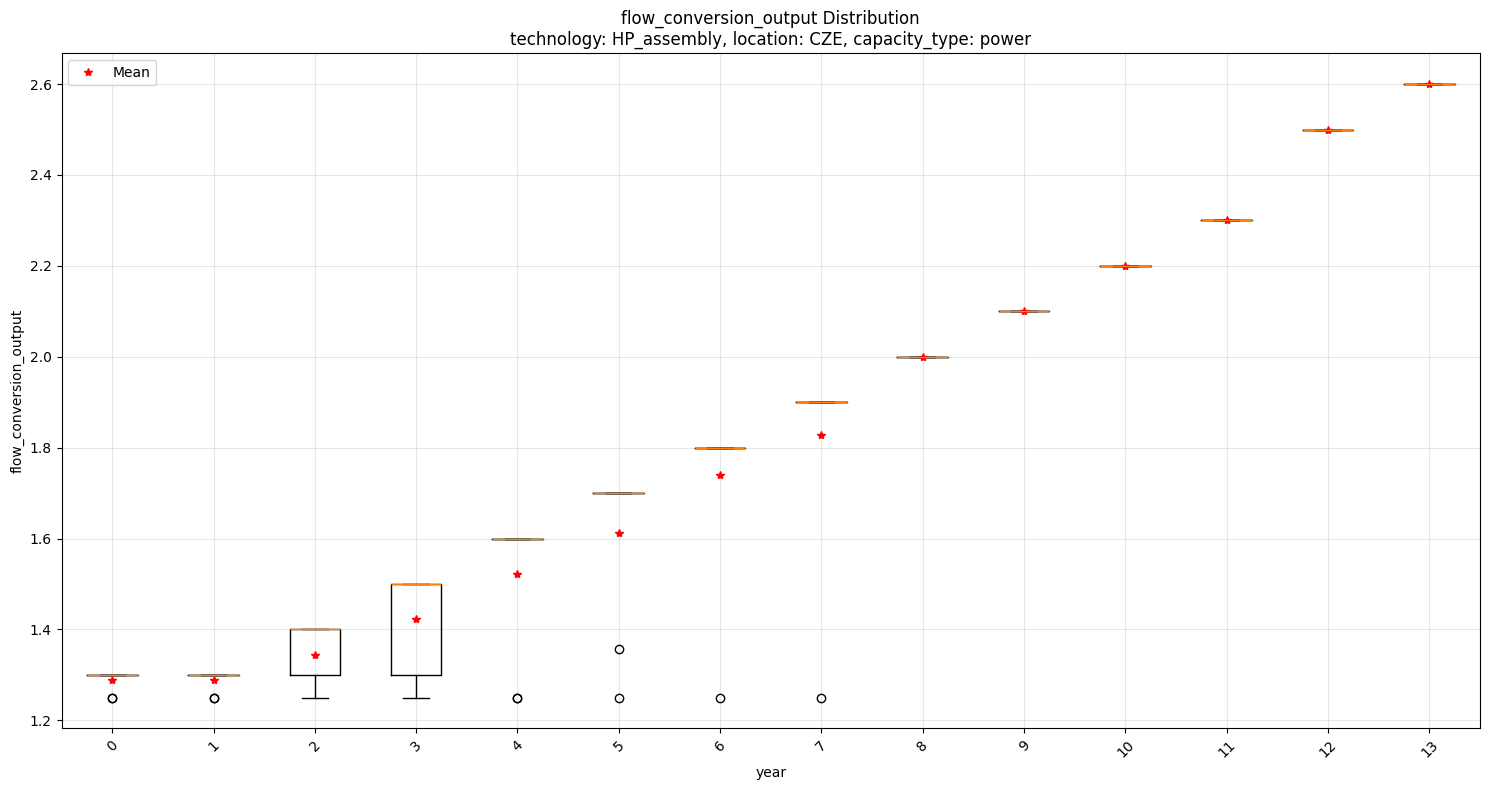 flow_conversion_output Distribution
technology: HP_assembly, location: CZE, capacity_type: power
Mean
flow_conversion_output
2.6
2.4
2.2
2.0
1.8
1.6
1.4
1.2
0 1 2 3 4 5 6 7 8 9 10 11 12 13
year